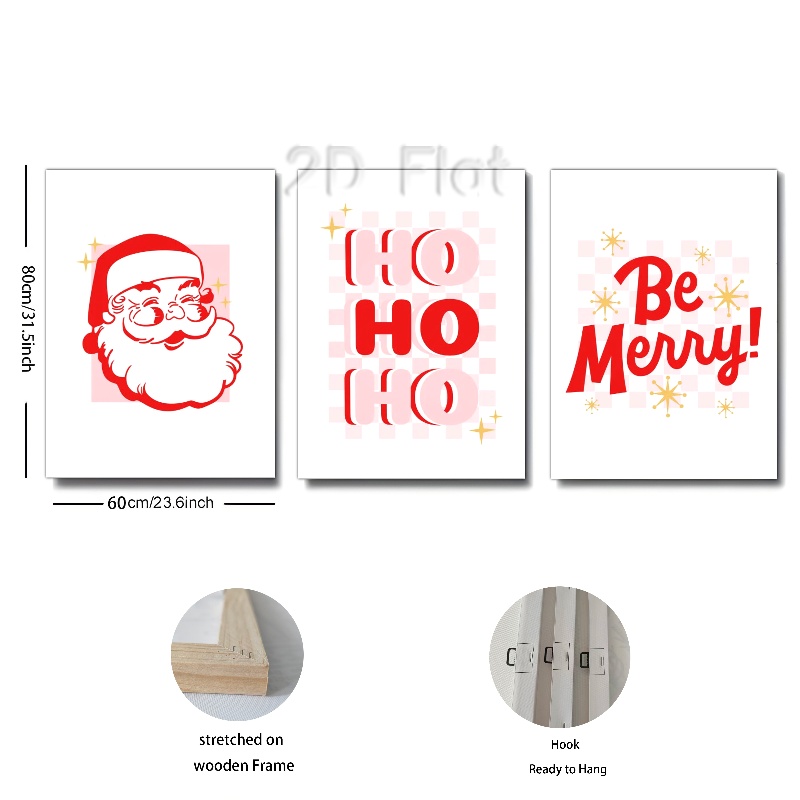 2D Flat
80cm/31.5inch
HO
HO
HO
Be
Merry!
60cm/23.6inch
stretched on
wooden Frame
Hook
Ready to Hang